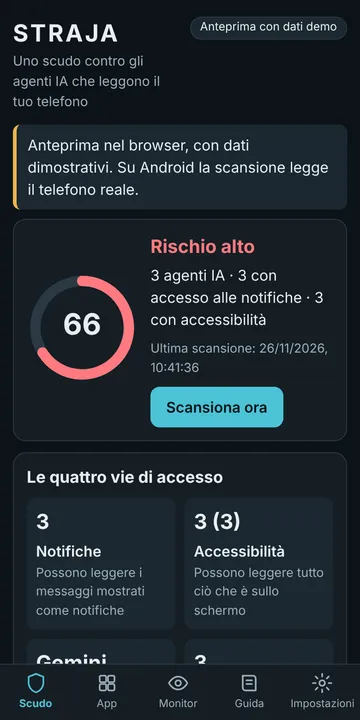 STRAJA
Anteprima con dati demo
Uno scudo contro gli
agenti IA che leggono il
tuo telefono
Anteprima nel browser, con dati
dimostrativi. Su Android la scansione legge
il telefono reale.
66
Rischio alto
3 agenti IA · 3 con
accesso alle notifiche · 3
con accessibilità
Ultima scansione: 26/11/2026,
10:41:36
Scansiona ora
Le quattro vie di accesso
3
Notifiche
Possono leggere i
messaggi mostrati
come notifiche
3 (3)
Accessibilità
Possono leggere tutto
ciò che è sullo
schermo
Gemini
3
Scudo
App
Monitor
Guida
Impostazioni